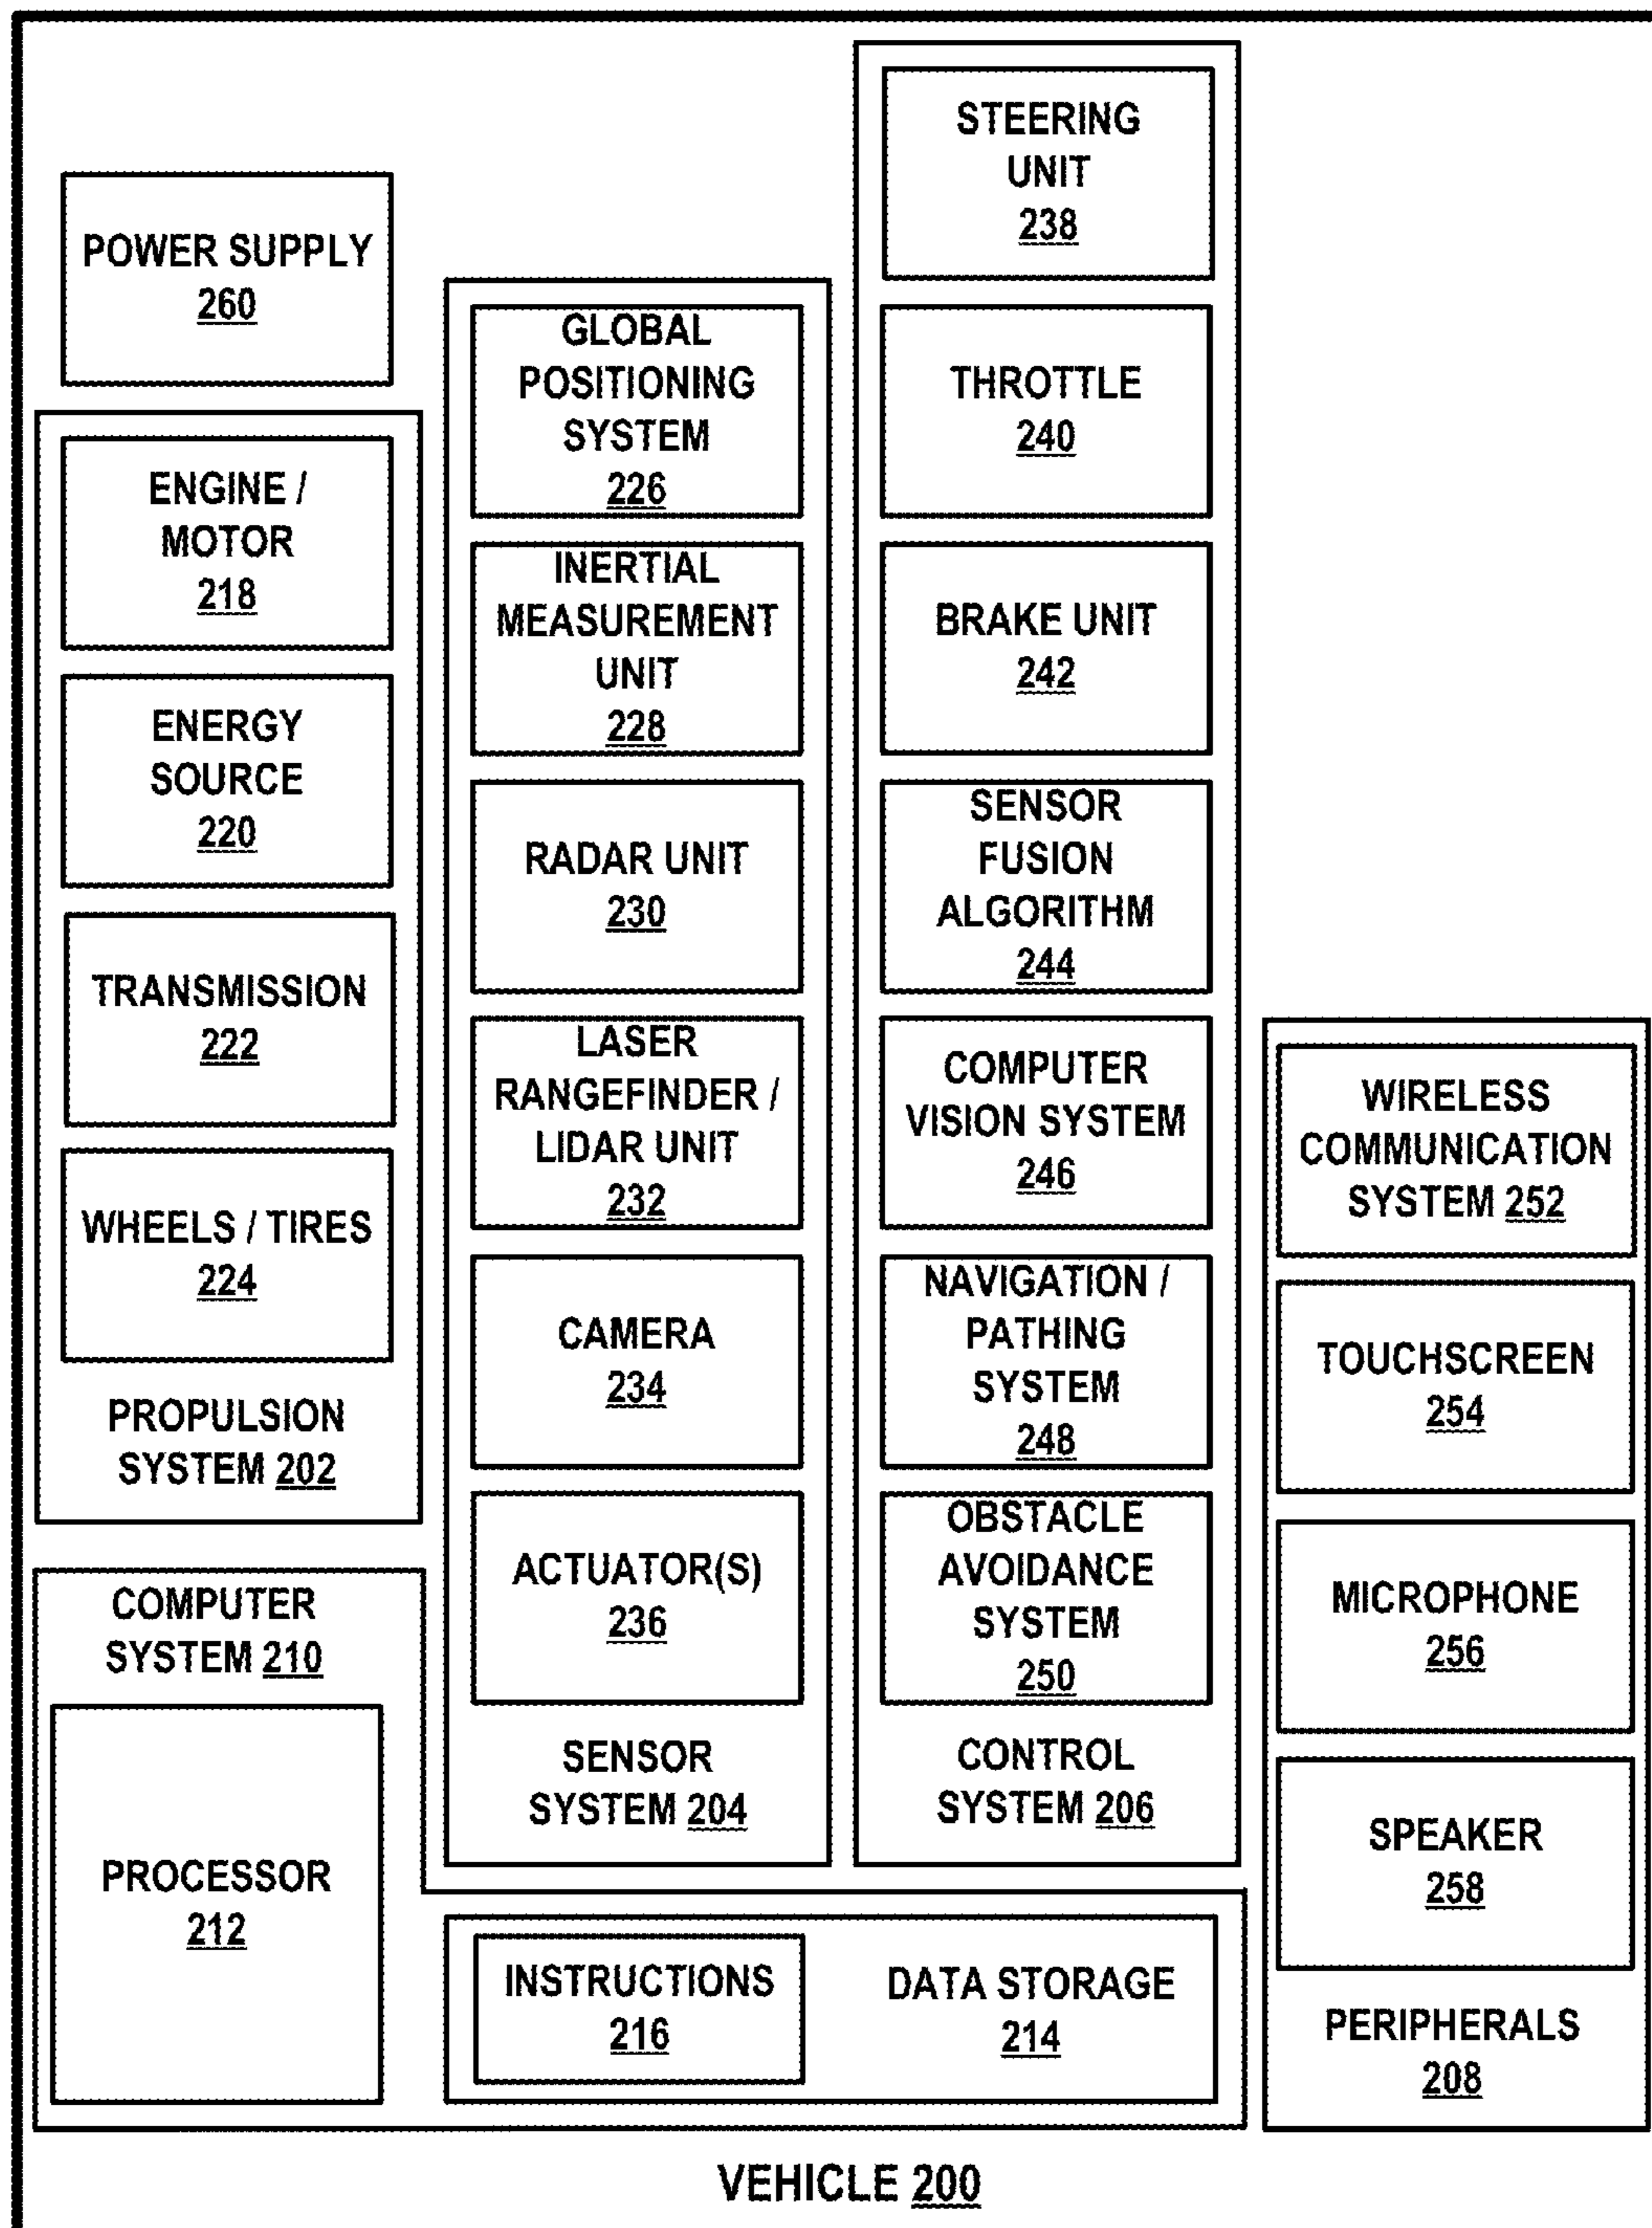 POWER SUPPLY
260
ENGINE /
MOTOR
218
ENERGY
SOURCE
220
TRANSMISSION
222
WHEELS / TIRES
224
PROPULSION
SYSTEM 202
COMPUTER
SYSTEM 210
PROCESSOR
212
GLOBAL
POSITIONING
SYSTEM
226
INERTIAL
MEASUREMENT
UNIT
228
RADAR UNIT
230
LASER
RANGEFINDER /
LIDAR UNIT
232
CAMERA
234
ACTUATOR(S)
236
SENSOR
SYSTEM 204
STEERING
UNIT
238
THROTTLE
240
BRAKE UNIT
242
SENSOR
FUSION
ALGORITHM
244
COMPUTER
VISION SYSTEM
246
NAVIGATION /
PATHING
SYSTEM
248
OBSTACLE
AVOIDANCE
SYSTEM
250
CONTROL
SYSTEM 206
INSTRUCTIONS
216
DATA STORAGE
214
WIRELESS
COMMUNICATION
SYSTEM 252
TOUCHSCREEN
254
MICROPHONE
256
SPEAKER
258
PERIPHERALS
208
VEHICLE 200